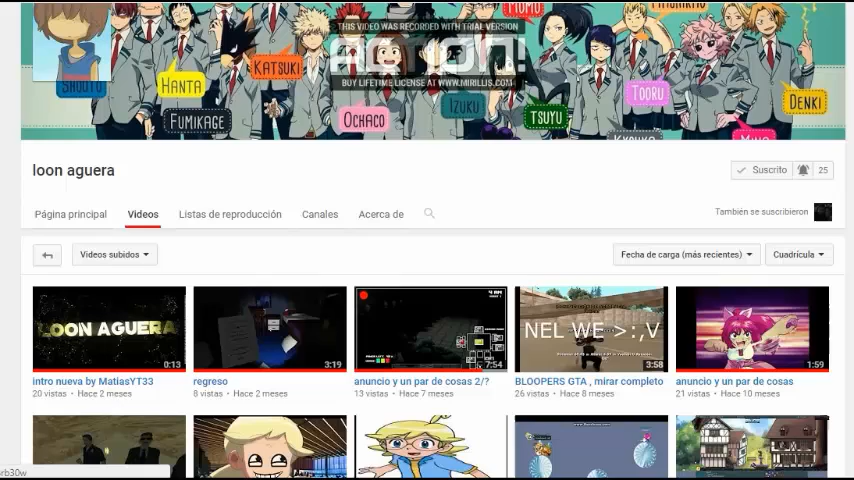 MOMO
THIS VIDEO WAS RECORDED WITH TRIAL VERSION
ACTION!
BUY LIFETIME LICENSE AT WWW.MIRILLIS.COM
KATSUKI
SHOUTO
HANTA
IZUKU
TOORU
DENKI
FUMIKAGE
OCHACO
TSUYU
MINA
loon aguera
Suscrito 25
Página principal Videos Listas de reproducción Canales Acerca de
También se suscribieron
Videos subidos
Fecha de carga (más recientes) Cuadrícula
LOON AGUERA
NEL WE >:,V
0:13 3:19 7:54 3:58 1:59
intro nueva by MatiasYT33 regreso anuncio y un par de cosas 2/? BLOOPERS GTA , mirar completo anuncio y un par de cosas
20 vistas • Hace 2 meses 8 vistas • Hace 2 meses 13 vistas • Hace 7 meses 26 vistas • Hace 8 meses 21 vistas • Hace 10 meses
rb30w